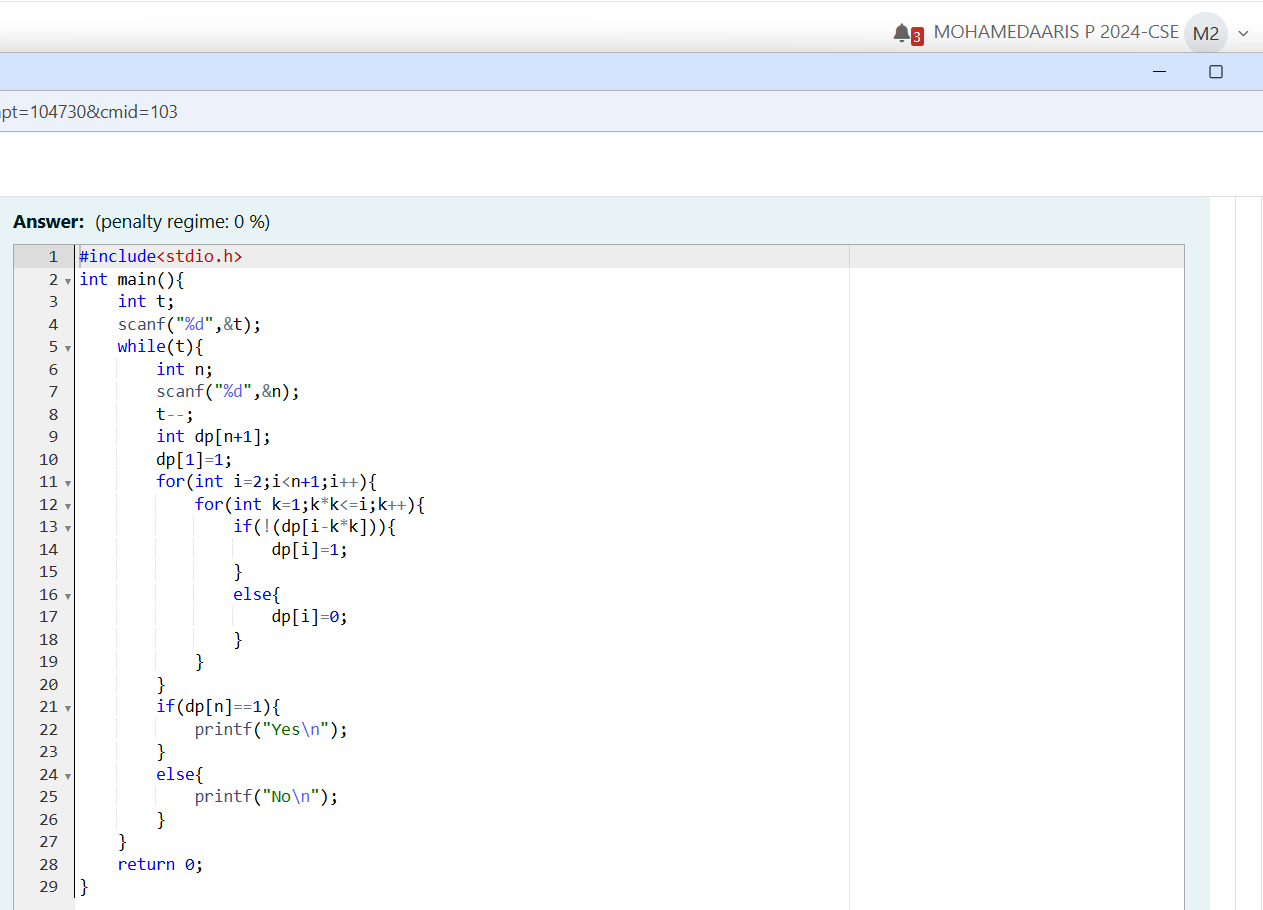 3 MOHAMEDAARIS P 2024-CSE M2
pt=104730&cmid=103
Answer: (penalty regime: 0 %)
1 #include<stdio.h>
2 int main(){
3     int t;
4     scanf("%d",&t);
5     while(t){
6         int n;
7         scanf("%d",&n);
8         t--;
9         int dp[n+1];
10         dp[1]=1;
11         for(int i=2;i<n+1;i++){
12             for(int k=1;k*k<=i;k++){
13                 if(!(dp[i-k*k])){
14                     dp[i]=1;
15                 }
16                 else{
17                     dp[i]=0;
18                 }
19             }
20         }
21         if(dp[n]==1){
22             printf("Yes\n");
23         }
24         else{
25             printf("No\n");
26         }
27     }
28     return 0;
29 }